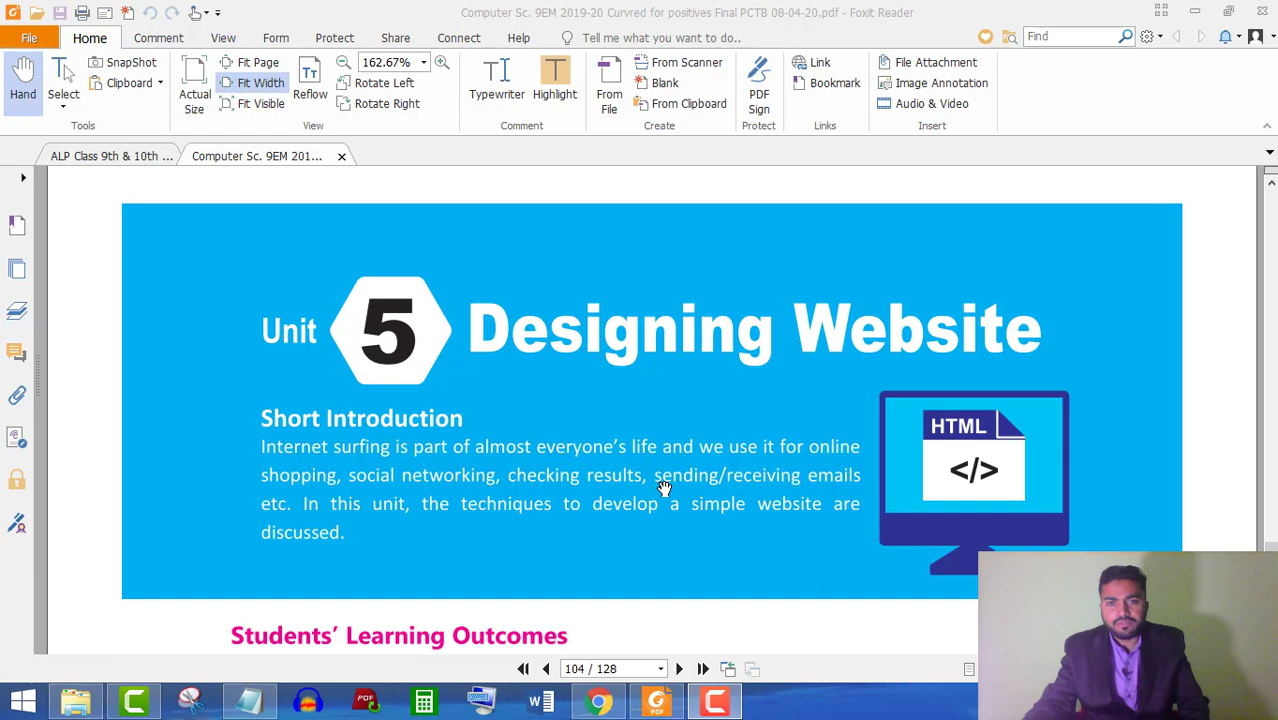 Computer Sc. 9EM 2019-20 Curvred for positives Final PCTB 08-04-20.pdf - Foxit Reader
File Home Comment View Form Protect Share Connect Help Tell me what you want to do.. Find
SnapShot Fit Page 162.67% From Scanner Link File Attachment
Clipboard Fit Width Rotate Left Blank Bookmark Image Annotation
Hand Select Actual Size Fit Visible Reflow Rotate Right Typewriter Highlight From File From Clipboard PDF Sign Audio & Video
Tools View Comment Create Protect Links Insert
ALP Class 9th & 10th ... Computer Sc. 9EM 201...
Unit 5 Designing Website
Short Introduction
Internet surfing is part of almost everyone's life and we use it for online
shopping, social networking, checking results, sending/receiving emails
etc. In this unit, the techniques to develop a simple website are
discussed.
HTML
</>
Students' Learning Outcomes
104 / 128